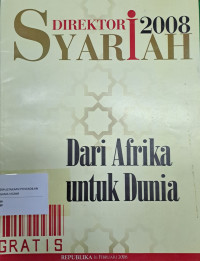 DIREKTORI 2008
SYARIAH
Dari Afrika
untuk Dunia
GRATIS
REPUBLIKA